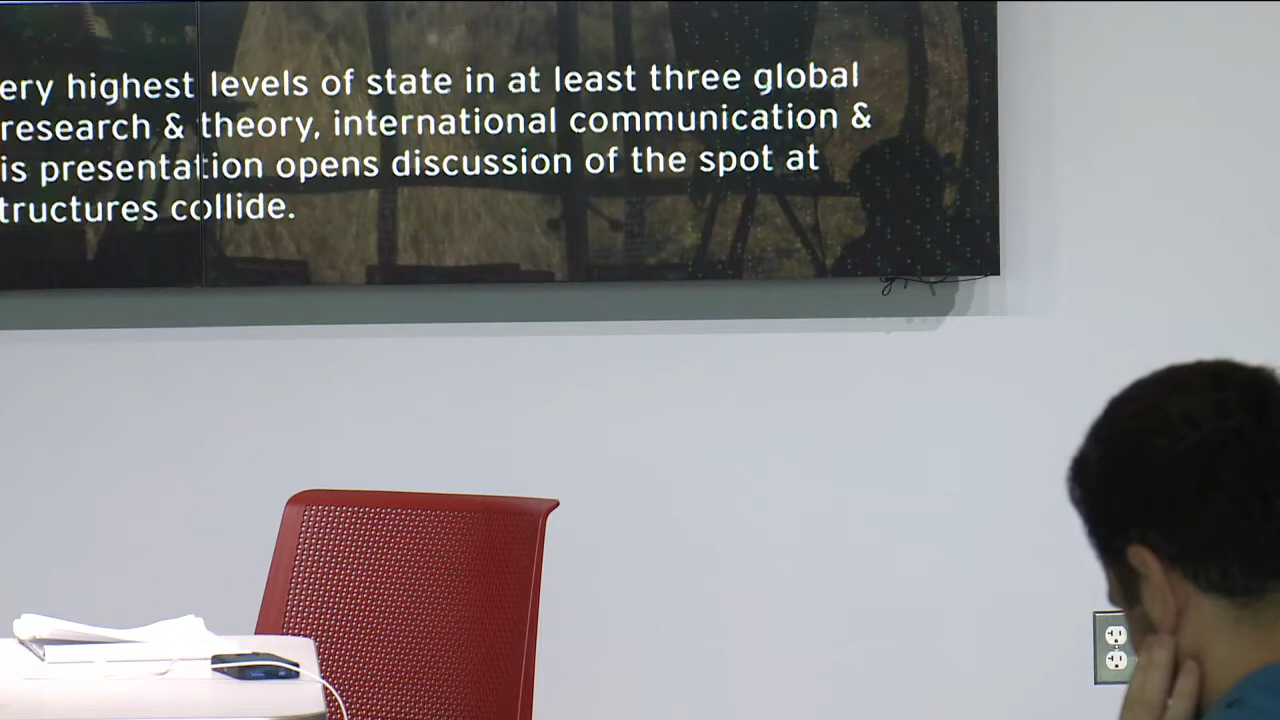 ery highest levels of state in at least three global
research & theory, international communication &
is presentation opens discussion of the spot at
tructures collide.